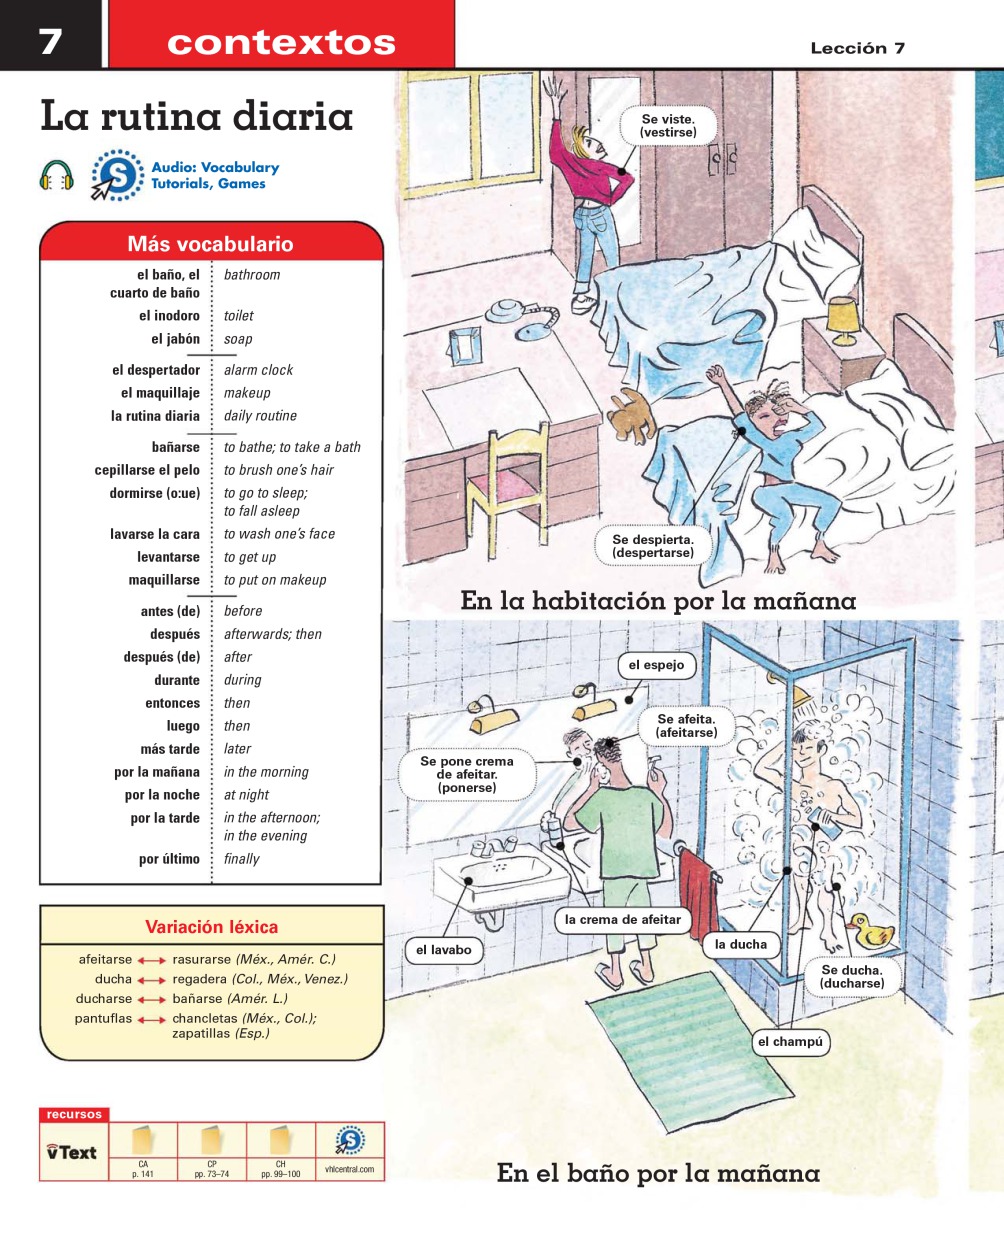 7
contextos
Lección 7
La rutina diaria
Audio: Vocabulary
Tutorials, Games
Más vocabulario
el baño, el bathroom
cuarto de baño
el inodoro toilet
el jabón soap
el despertador alarm clock
el maquillaje makeup
la rutina diaria daily routine
bañarse to bathe; to take a bath
cepillarse el pelo to brush one's hair
dormirse (o:ue) to go to sleep;
to fall asleep
lavarse la cara to wash one's face
levantarse to get up
maquillarse to put on makeup
antes (de) before
después afterwards; then
después (de) after
durante during
entonces then
luego then
más tarde later
por la mañana in the morning
por la noche at night
por la tarde in the afternoon;
in the evening
por último finally
Variación léxica
afeitarse ↔ rasurarse (Méx., Amér. C.)
ducha ↔ regadera (Col., Méx., Venez.)
ducharse ↔ bañarse (Amér. L.)
pantuflas ↔ chancletas (Méx., Col.);
zapatillas (Esp.)
recursos
vText
CA
p. 141
CP
pp. 73–74
CH
pp. 99–100
S
vhlcentral.com
Se viste.
(vestirse)
Se despierta.
(despertarse)
En la habitación por la mañana
el espejo
Se afeita.
(afeitarse)
Se pone crema
de afeitar.
(ponerse)
la crema de afeitar
el lavabo
la ducha
Se ducha.
(ducharse)
el champú
En el baño por la mañana